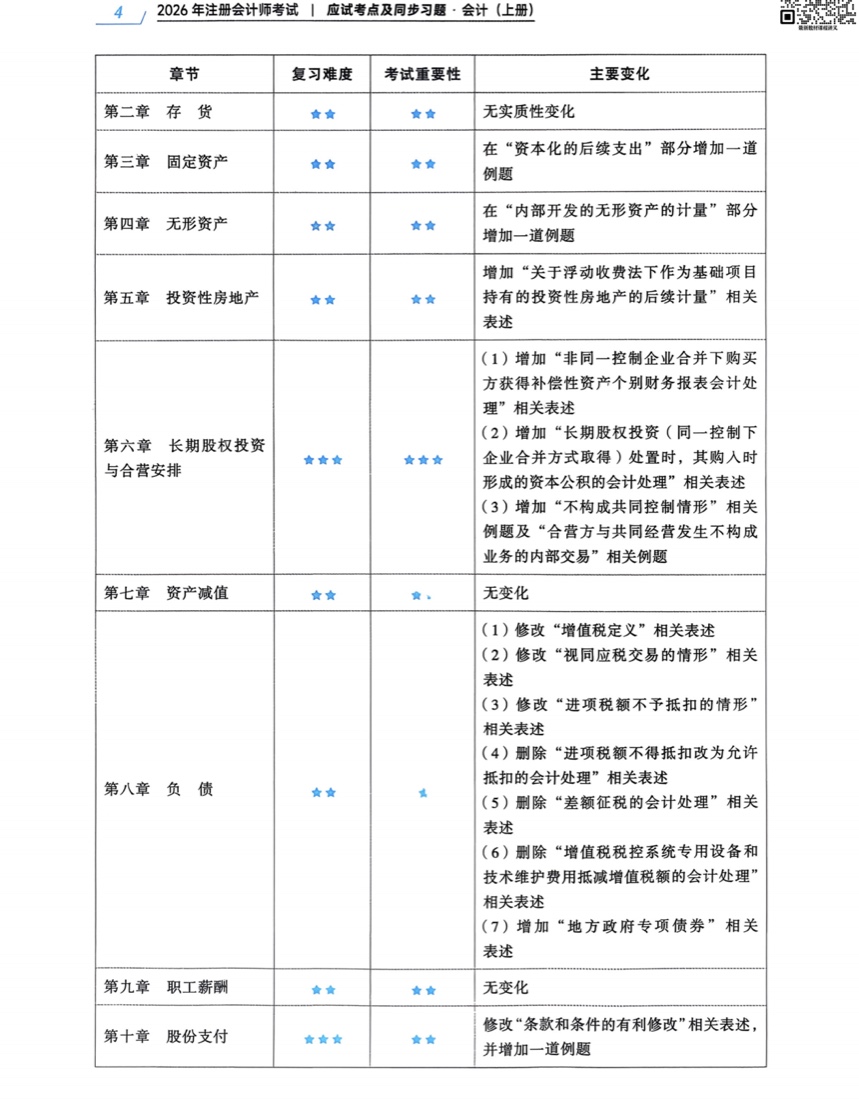 4
2026 年注册会计师考试 | 应试考点及同步习题 · 会计（上册）
章节 复习难度 考试重要性 主要变化
第二章 存 货 ★★ ★★ 无实质性变化
第三章 固定资产 ★★ ★★ 在“资本化的后续支出”部分增加一道
例题
第四章 无形资产 ★★ ★★ 在“内部开发的无形资产的计量”部分
增加一道例题
第五章 投资性房地产 ★★ ★★ 增加“关于浮动收费法下作为基础项目
持有的投资性房地产的后续计量”相关
表述
第六章 长期股权投资
与合营安排
★★★ ★★★
（1）增加“非同一控制企业合并下购买
方获得补偿性资产个别财务报表会计处
理”相关表述
（2）增加“长期股权投资（同一控制下
企业合并方式取得）处置时，其购入时
形成的资本公积的会计处理”相关表述
（3）增加“不构成共同控制情形”相关
例题及“合营方与共同经营发生不构成
业务的内部交易”相关例题
第七章 资产减值 ★★ ★ 无变化
第八章 负 债 ★★ ★
（1）修改“增值税定义”相关表述
（2）修改“视同应税交易的情形”相关
表述
（3）修改“进项税额不予抵扣的情形”
相关表述
（4）删除“进项税额不得抵扣改为允许
抵扣的会计处理”相关表述
（5）删除“差额征税的会计处理”相关
表述
（6）删除“增值税税控系统专用设备和
技术维护费用抵减增值税额的会计处理”
相关表述
（7）增加“地方政府专项债券”相关
表述
第九章 职工薪酬 ★★ ★★ 无变化
第十章 股份支付 ★★★ ★★ 修改“条款和条件的有利修改”相关表述，
并增加一道例题